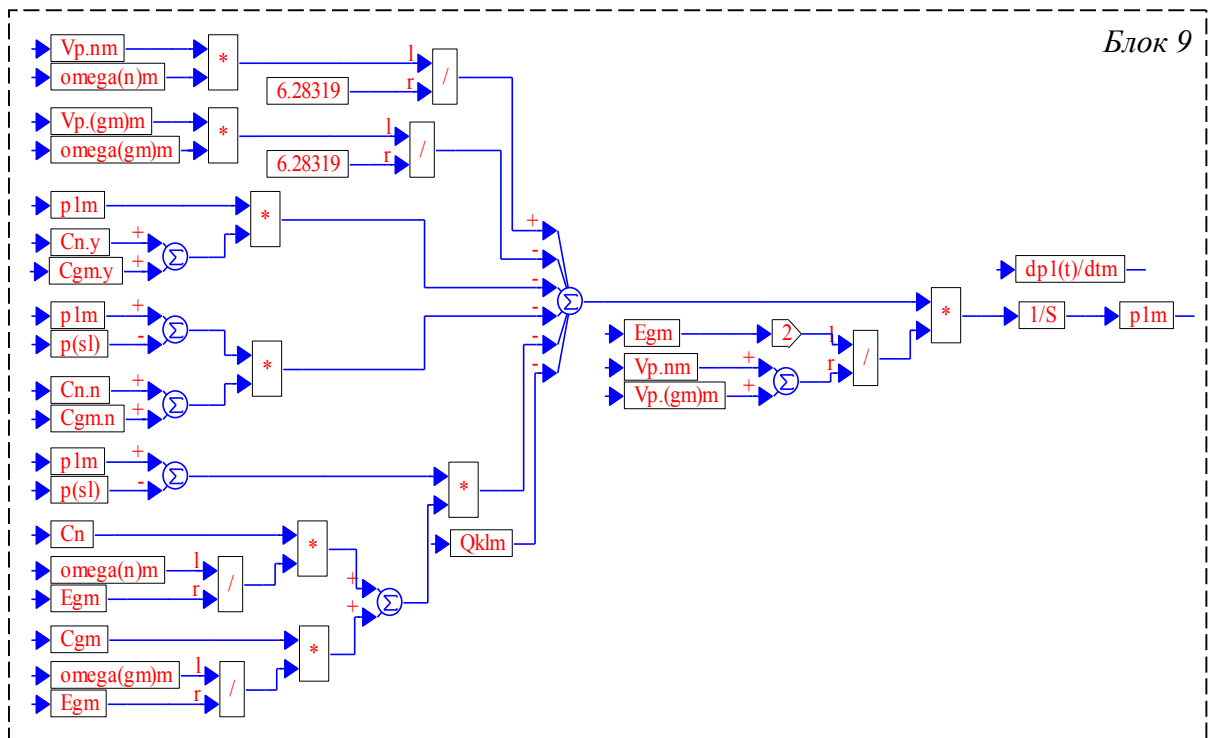 Блок 9
Vp.nm
omega(n)m
*
l
r
/
6.28319
Vp.(gm)m
omega(gm)m
*
l
r
/
6.28319
p1m
*
Cn.y
+
Cgm.y
+
Σ
p1m
+
p(sl)
-
Σ
*
Cn.n
+
Cgm.n
+
Σ
p1m
+
p(sl)
-
Σ
*
Cn
*
omega(n)m
l
Egm
r
/
+
+
Σ
Cgm
*
omega(gm)m
l
Egm
r
/
Qklm
+
-
-
-
-
-
Σ
Egm
2
l
r
/
Vp.nm
+
Vp.(gm)m
+
Σ
*
dp1(t)/dtm
1/S
p1m